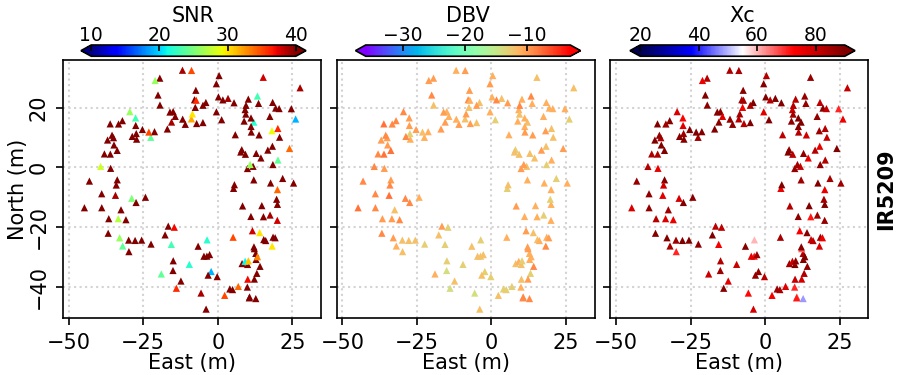 SNR DBV Xc
10 20 30 40 −30 −20 −10 20 40 60 80
North (m)
20
0
−20
−40
−50 −25 0 25 −50 −25 0 25 −50 −25 0 25
East (m) East (m) East (m)
IR5209